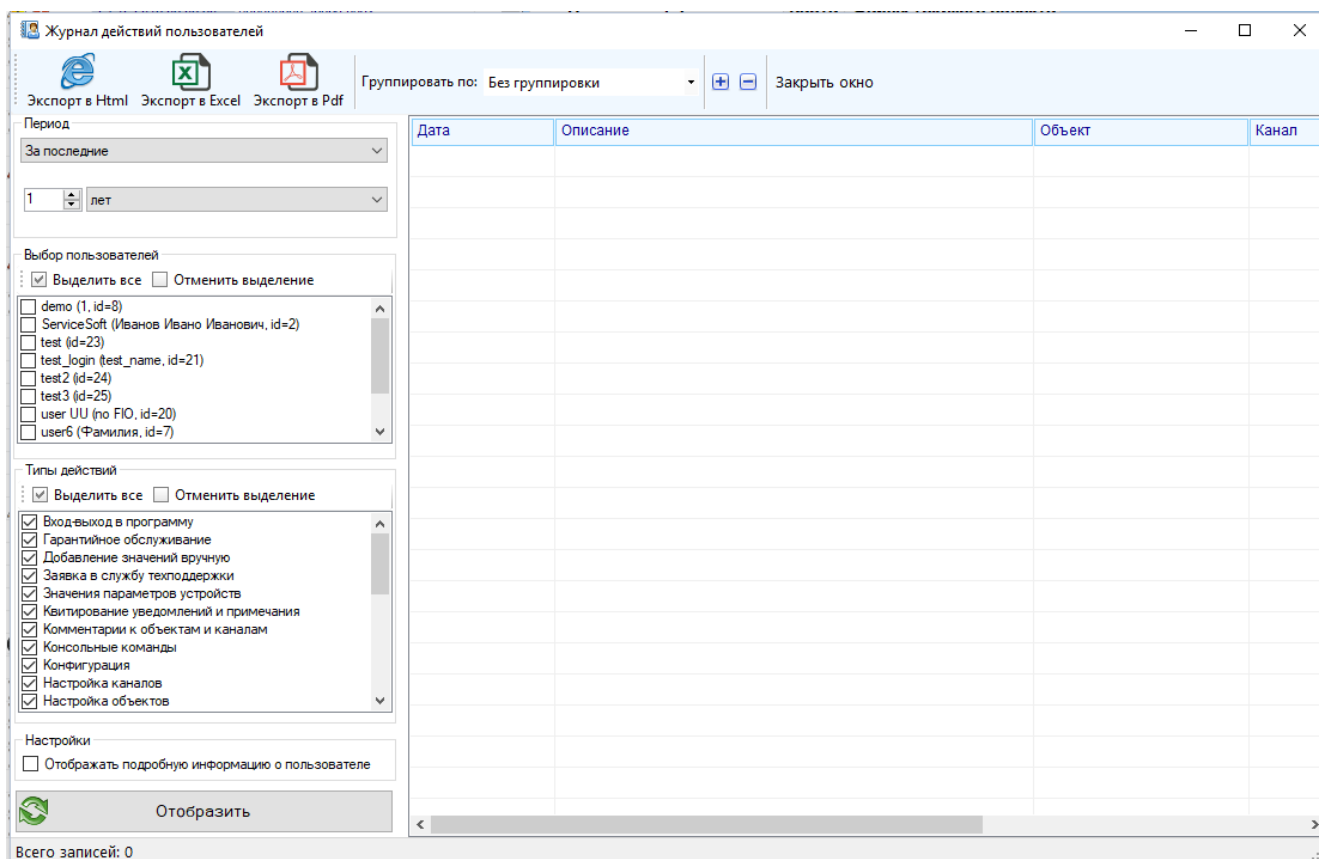 Журнал действий пользователей
Экспорт в Html Экспорт в Excel Экспорт в Pdf Группировать по: Без группировки Закрыть окно
Период
За последние
1 лет
Выбор пользователей
Выделить все Отменить выделение
demo (1, id=8)
ServiceSoft (Иванов Ивано Иванович, id=2)
test (id=23)
test_login (test_name, id=21)
test2 (id=24)
test3 (id=25)
user UU (no FIO, id=20)
user6 (Фамилия, id=7)
Типы действий
Выделить все Отменить выделение
Вход-выход в программу
Гарантийное обслуживание
Добавление значений вручную
Заявка в службу техподдержки
Значения параметров устройств
Квитирование уведомлений и примечания
Комментарии к объектам и каналам
Консольные команды
Конфигурация
Настройка каналов
Настройка объектов
Настройки
Отображать подробную информацию о пользователе
Отобразить
Дата Описание Объект Канал
Всего записей: 0